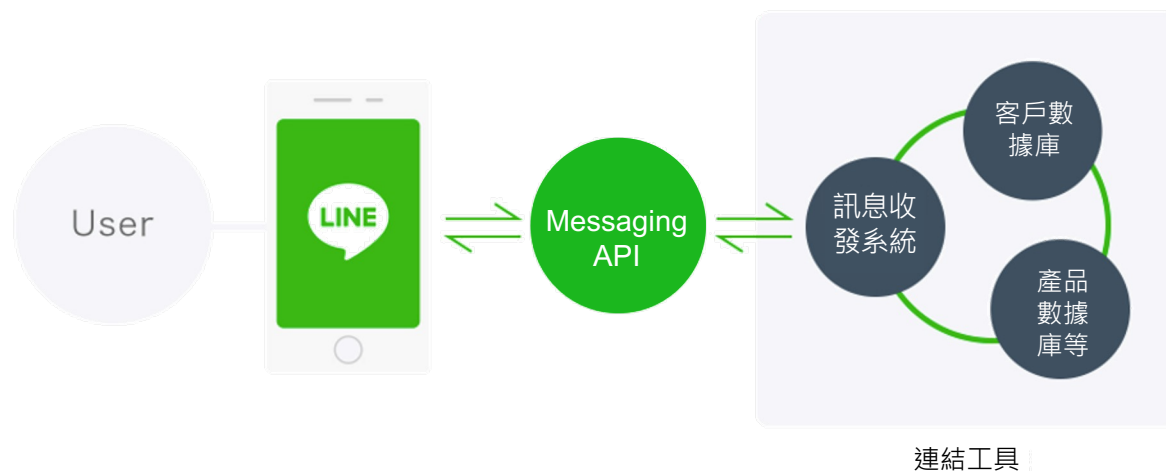 User
LINE
Messaging
API
訊息收
發系統
客戶數
據庫
產品
數據
庫等
連結工具